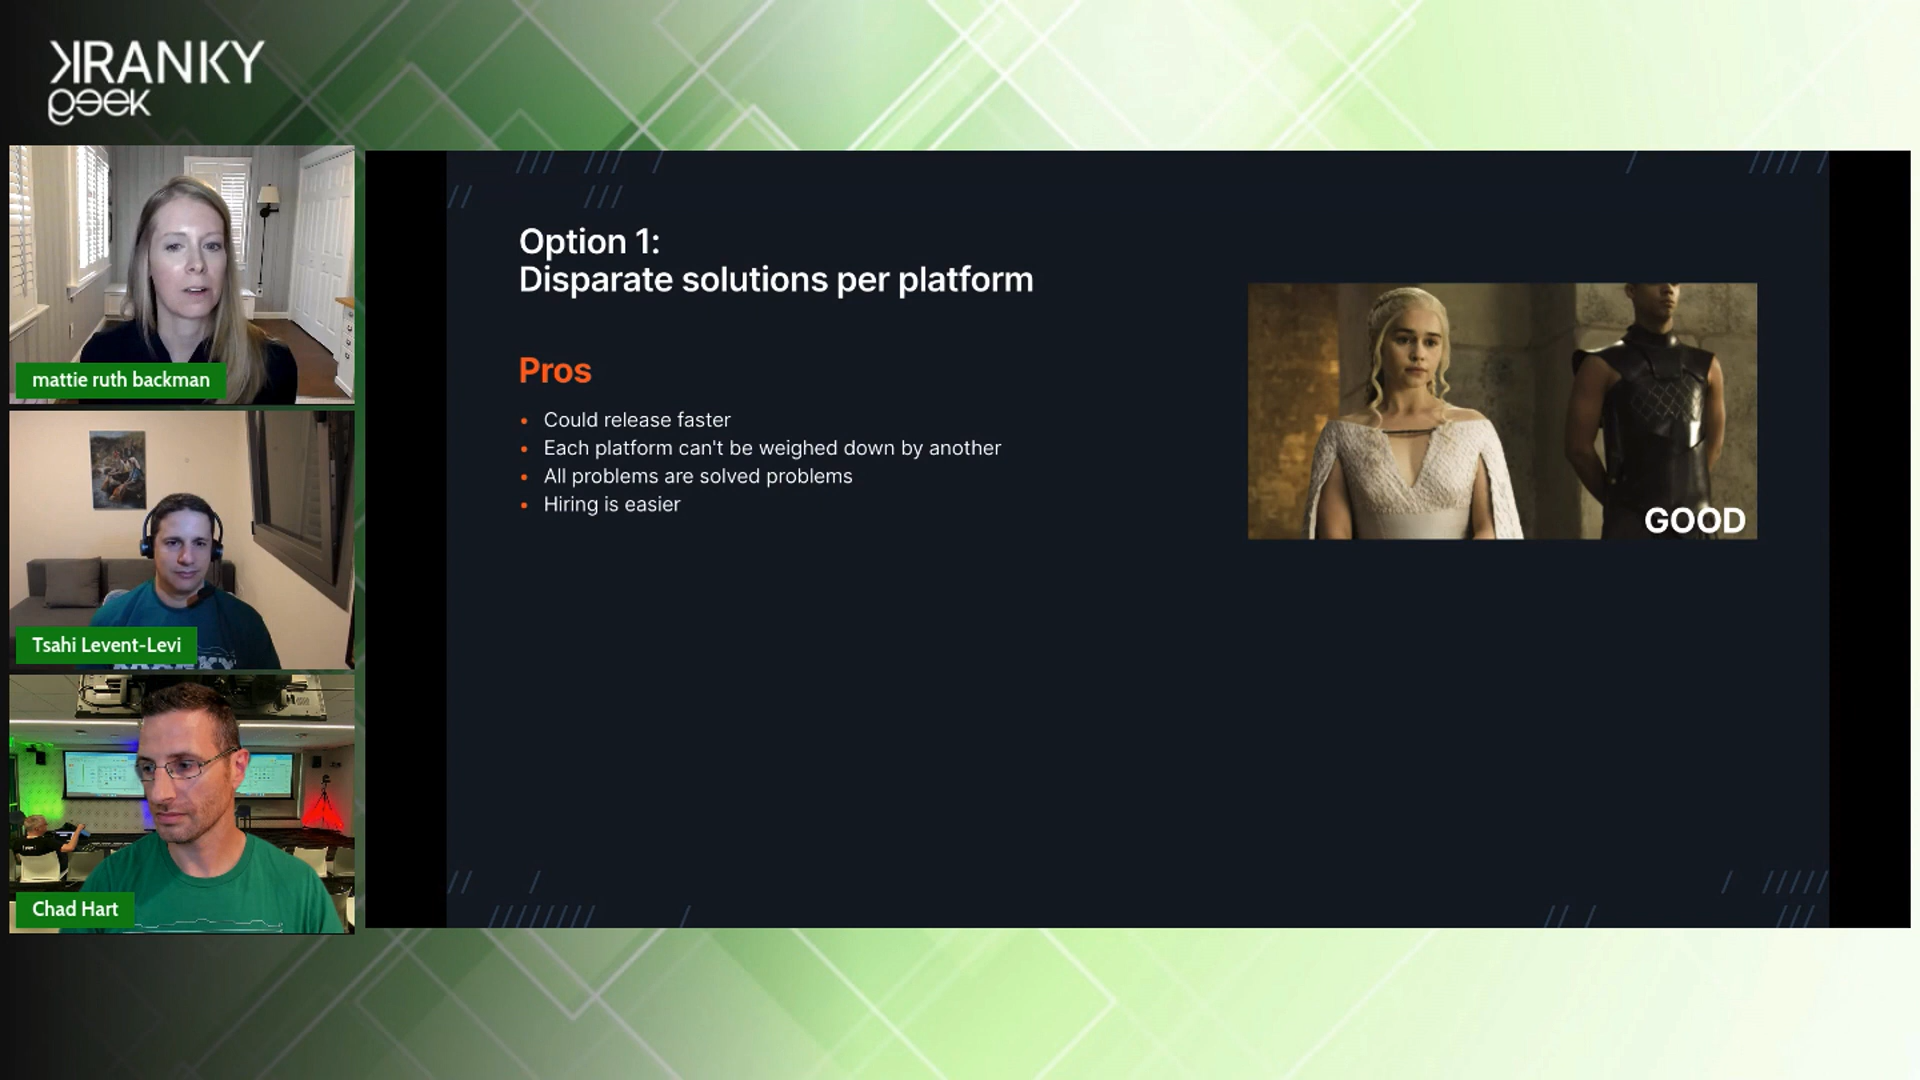 KRANKY
geek
mattie ruth backman
Tsahi Levent-Levi
Chad Hart
Option 1:
Disparate solutions per platform
Pros
• Could release faster
• Each platform can't be weighed down by another
• All problems are solved problems
• Hiring is easier
GOOD